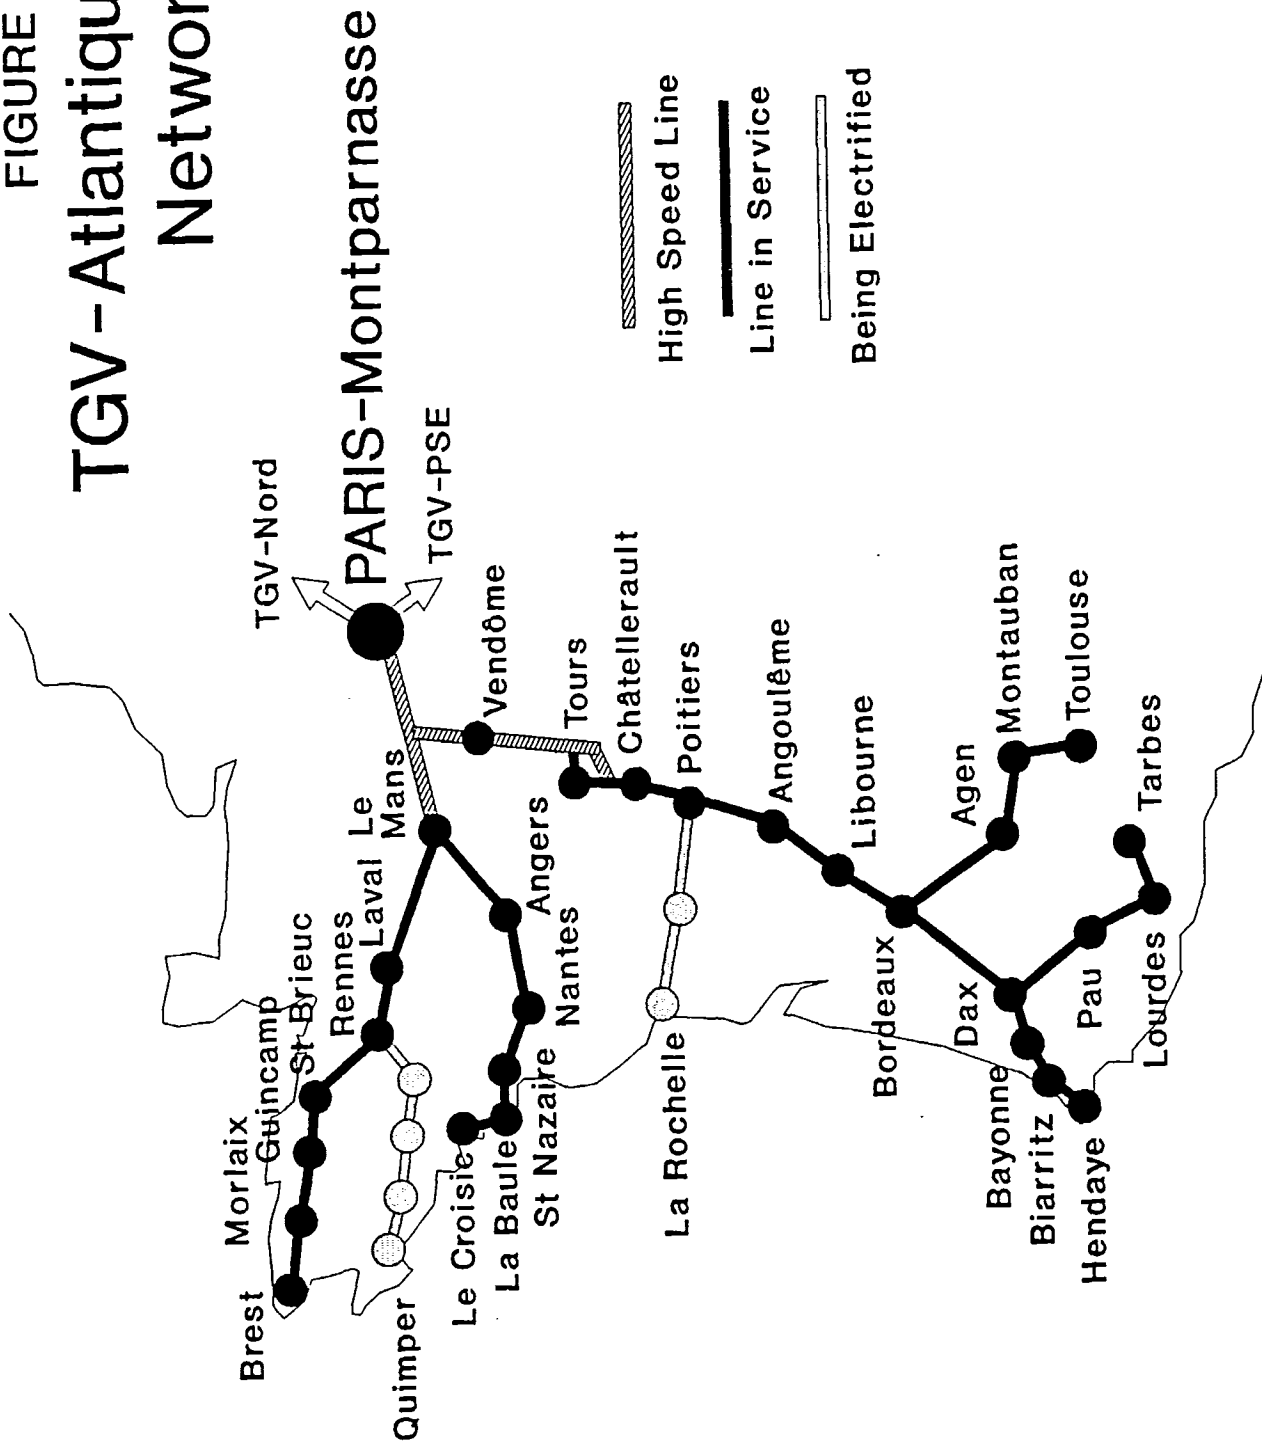 FIGURE
TGV-Atlantiqu
Networ
TGV-Nord
PARIS-Montparnasse
TGV-PSE
Vendôme
Le
Mans
Laval
Rennes
St Brieuc
Guincamp
Morlaix
Brest
Quimper
Angers
Nantes
St Nazaire
La Baule
Le Croisic
Tours
Châtellerault
Poitiers
La Rochelle
Angoulême
Libourne
Bordeaux
Agen
Montauban
Toulouse
Dax
Bayonne
Biarritz
Hendaye
Pau
Lourdes
Tarbes
High Speed Line
Line in Service
Being Electrified